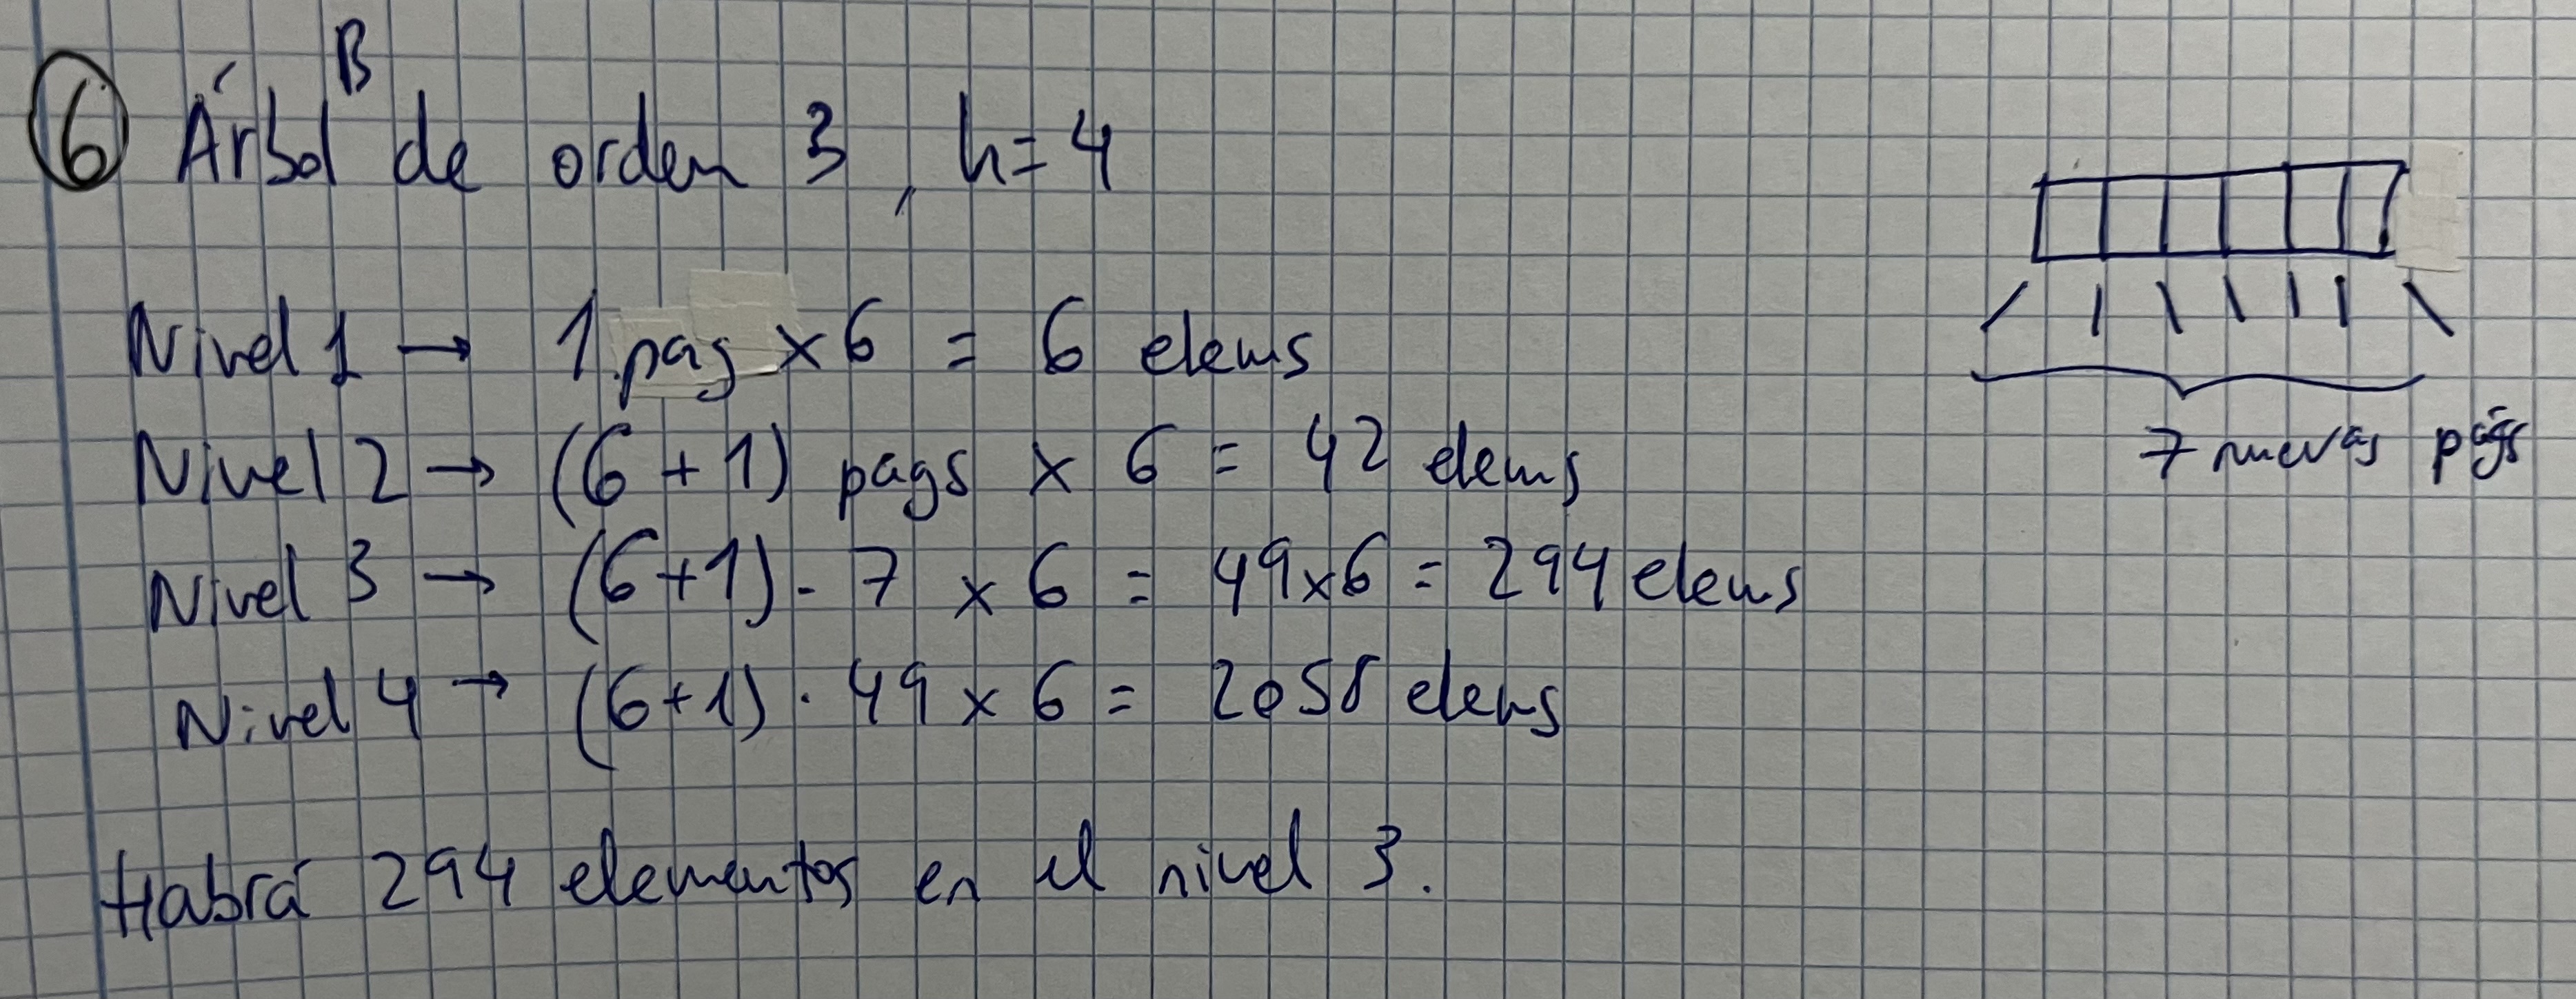 6 Árbol B de orden 3, h=4
Nivel 1 → 1 pag × 6 = 6 elems
Nivel 2 → (6+1) pags × 6 = 42 elems
Nivel 3 → (6+1) · 7 × 6 = 49×6 = 294 elems
Nivel 4 → (6+1) · 49 × 6 = 2058 elems
7 nuevas págs
Habrá 294 elementos en el nivel 3.